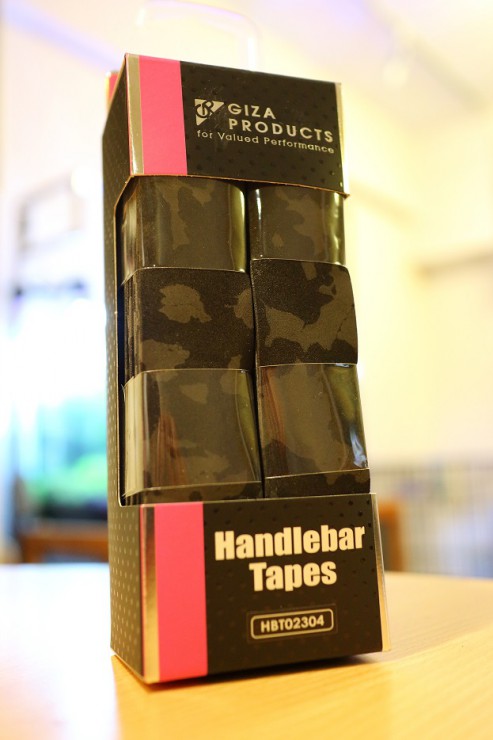 GIZA
PRODUCTS
for Valued Performance
Handlebar
Tapes
HBT02304